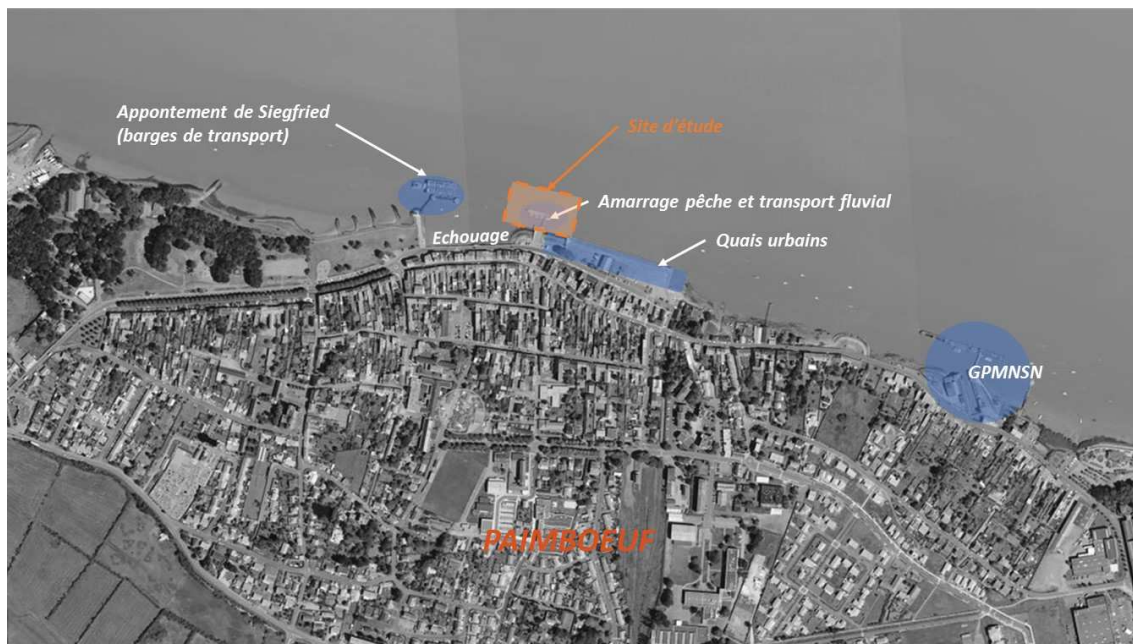 Appontement de Siegfried
(barges de transport)
Site d'étude
Amarrage pêche et transport fluvial
Echouage
Quais urbains
GPMNSN
PAIMBOEUF